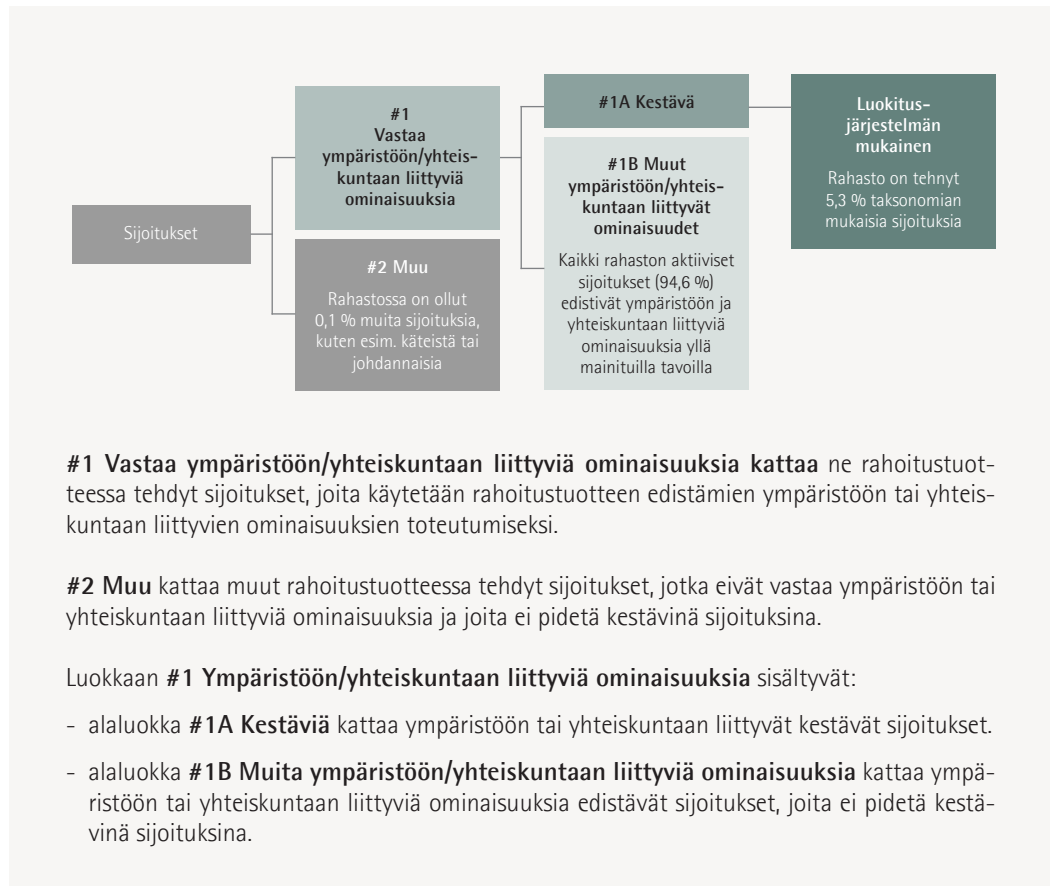 Sijoitukset
#1
Vastaa
ympäristöön/yhteis-
kuntaan liittyviä
ominaisuuksia
#2 Muu
Rahastossa on ollut
0,1 % muita sijoituksia,
kuten esim. käteistä tai
johdannaisia
#1A Kestävä
#1B Muut
ympäristöön/yhteis-
kuntaan liittyvät
ominaisuudet
Kaikki rahaston aktiiviset
sijoitukset (94,6 %)
edistivät ympäristöön ja
yhteiskuntaan liittyviä
ominaisuuksia yllä
mainituilla tavoilla
Luokitus-
järjestelmän
mukainen
Rahasto on tehnyt
5,3 % taksonomian
mukaisia sijoituksia
#1 Vastaa ympäristöön/yhteiskuntaan liittyviä ominaisuuksia kattaa ne rahoitustuot-
teessa tehdyt sijoitukset, joita käytetään rahoitustuotteen edistämien ympäristöön tai yhteis-
kuntaan liittyvien ominaisuuksien toteutumiseksi.
#2 Muu kattaa muut rahoitustuotteessa tehdyt sijoitukset, jotka eivät vastaa ympäristöön tai
yhteiskuntaan liittyviä ominaisuuksia ja joita ei pidetä kestävinä sijoituksina.
Luokkaan #1 Ympäristöön/yhteiskuntaan liittyviä ominaisuuksia sisältyvät:
- alaluokka #1A Kestäviä kattaa ympäristöön tai yhteiskuntaan liittyvät kestävät sijoitukset.
- alaluokka #1B Muita ympäristöön/yhteiskuntaan liittyviä ominaisuuksia kattaa ympä-
ristöön tai yhteiskuntaan liittyviä ominaisuuksia edistävät sijoitukset, joita ei pidetä kestä-
vinä sijoituksina.